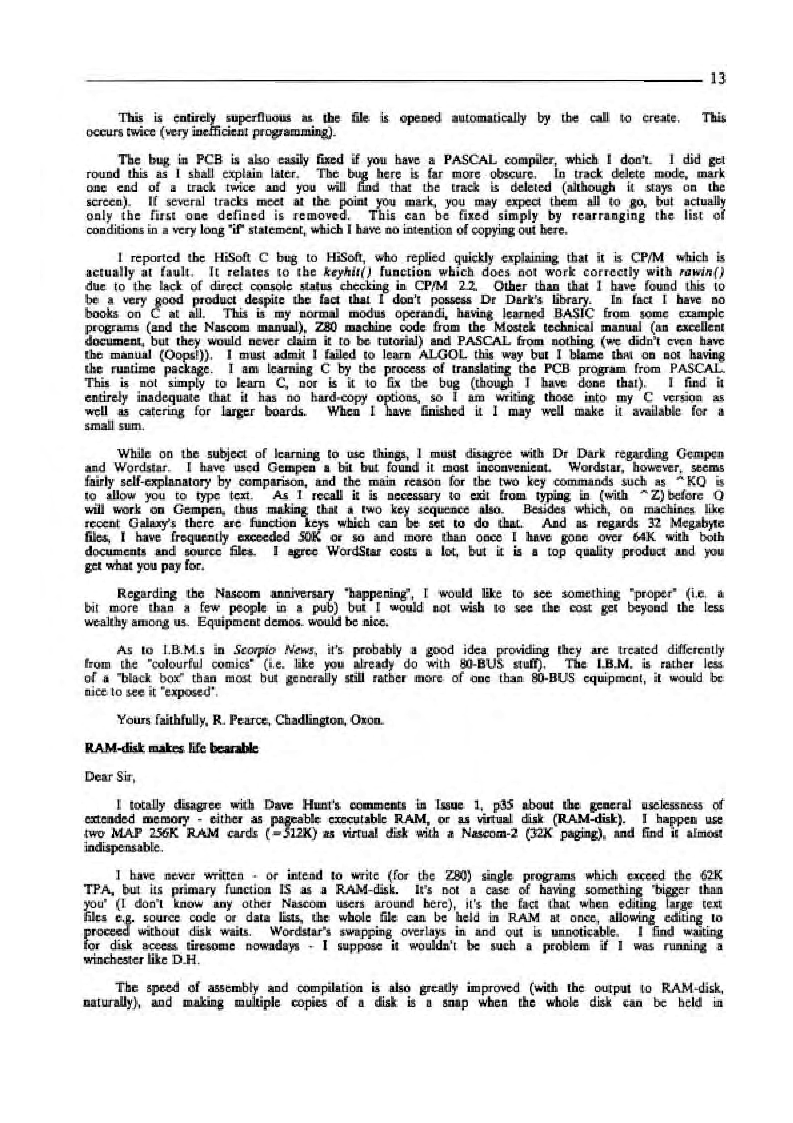 13
This is entirely superfluous as the file is opened automatically by the call to create. This
occurs twice (very inefficient programming).
The bug in PCB is also easily fixed if you have a PASCAL compiler, which I don't. I did get
round this as I shall explain later. The bug here is far more obscure. In track delete mode, mark
one end of a track twice and you will find that the track is deleted (although it stays on the
screen). If several tracks meet at the point you mark, you may expect them all to go, but actually
only the first one defined is removed. This can be fixed simply by rearranging the list of
conditions in a very long "if" statement, which I have no intention of copying out here.
I reported the HiSoft C bug to HiSoft, who replied quickly explaining that it is CP/M which is
actually at fault. It relates to the keyhit() function which does not work correctly with rawin()
due to the lack of direct console status checking in CP/M 2.2. Other than that I have found this to
be a very good product despite the fact that I don't possess Dr Dark's library. In fact I have no
books on C at all. This is my normal modus operandi, having learned BASIC from some example
programs (and the Nascom manual), Z80 machine code from the Mostek technical manual (an excellent
document, but they would never claim it to be tutorial) and PASCAL from nothing (we didn't even have
the manual (Oops!)). I must admit I failed to learn ALGOL this way but I blame that on not having
the runtime package. I am learning C by the process of translating the PCB program from PASCAL.
This is not simply to learn C, nor is it to fix the bug (though I have done that). I find it
entirely inadequate that it has no hard-copy options, so I am writing those into my C version as
well as catering for larger boards. When I have finished it I may well make it available for a
small sum.
While on the subject of learning to use things, I must disagree with Dr Dark regarding Gempen
and Wordstar. I have used Gempen a bit but found it most inconvenient. Wordstar, however, seems
fairly self-explanatory by comparison, and the main reason for the two key commands such as ^KQ is
to allow you to type text. As I recall it is necessary to exit from typing in (with ^Z) before Q
will work on Gempen, thus making that a two key sequence also. Besides which, on machines like
recent Galaxy's there are function keys which can be set to do that. And as regards 32 Megabyte
files, I have frequently exceeded 50K or so and more than once I have gone over 64K with both
documents and source files. I agree WordStar costs a lot, but it is a top quality product and you
get what you pay for.
Regarding the Nascom anniversary "happening", I would like to see something "proper" (i.e. a
bit more than a few people in a pub) but I would not wish to see the cost get beyond the less
wealthy among us. Equipment demos. would be nice.
As to I.B.M.s in Scorpio News, it's probably a good idea providing they are treated differently
from the "colourful comics" (i.e. like you already do with 80-BUS stuff). The I.B.M. is rather less
of a "black box" than most but generally still rather more of one than 80-BUS equipment, it would be
nice to see it "exposed".
Yours faithfully, R. Pearce, Chadlington, Oxon.
RAM-disk makes life bearable
Dear Sir,
I totally disagree with Dave Hunt's comments in Issue 1, p35 about the general uselessness of
extended memory - either as pageable executable RAM, or as virtual disk (RAM-disk). I happen use
two MAP 256K RAM cards (=512K) as virtual disk with a Nascom-2 (32K paging), and find it almost
indispensable.
I have never written - or intend to write (for the Z80) single programs which exceed the 62K
TPA, but its primary function IS as a RAM-disk. It's not a case of having something 'bigger than
you' (I don't know any other Nascom users around here), it's the fact that when editing large text
files e.g. source code or data lists, the whole file can be held in RAM at once, allowing editing to
proceed without disk waits. Wordstar's swapping overlays in and out is unnoticable. I find waiting
for disk access tiresome nowadays - I suppose it wouldn't be such a problem if I was running a
winchester like D.H.
The speed of assembly and compilation is also greatly improved (with the output to RAM-disk,
naturally), and making multiple copies of a disk is a snap when the whole disk can be held in